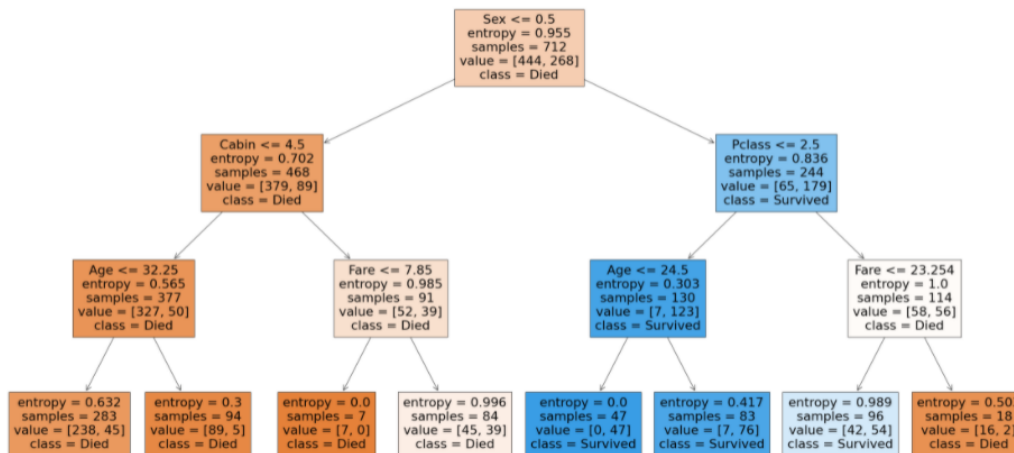 Sex <= 0.5
entropy = 0.955
samples = 712
value = [444, 268]
class = Died
Cabin <= 4.5
entropy = 0.702
samples = 468
value = [379, 89]
class = Died
Pclass <= 2.5
entropy = 0.836
samples = 244
value = [65, 179]
class = Survived
Age <= 32.25
entropy = 0.565
samples = 377
value = [327, 50]
class = Died
Fare <= 7.85
entropy = 0.985
samples = 91
value = [52, 39]
class = Died
Age <= 24.5
entropy = 0.303
samples = 130
value = [7, 123]
class = Survived
Fare <= 23.254
entropy = 1.0
samples = 114
value = [58, 56]
class = Died
entropy = 0.632
samples = 283
value = [238, 45]
class = Died
entropy = 0.3
samples = 94
value = [89, 5]
class = Died
entropy = 0.0
samples = 7
value = [7, 0]
class = Died
entropy = 0.996
samples = 84
value = [45, 39]
class = Died
entropy = 0.0
samples = 47
value = [0, 47]
class = Survived
entropy = 0.417
samples = 83
value = [7, 76]
class = Survived
entropy = 0.989
samples = 96
value = [42, 54]
class = Survived
entropy = 0.50
samples = 18
value = [16, 2]
class = Died